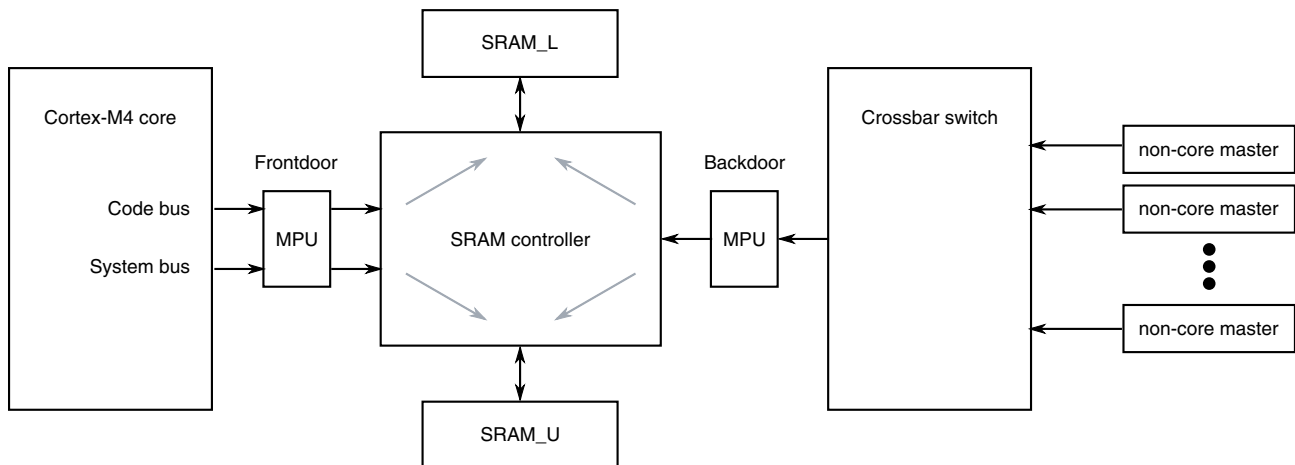 SRAM_L
Cortex-M4 core
Crossbar switch
non-core master
Frontdoor
Backdoor
Code bus
MPU
SRAM controller
MPU
non-core master
System bus
non-core master
SRAM_U